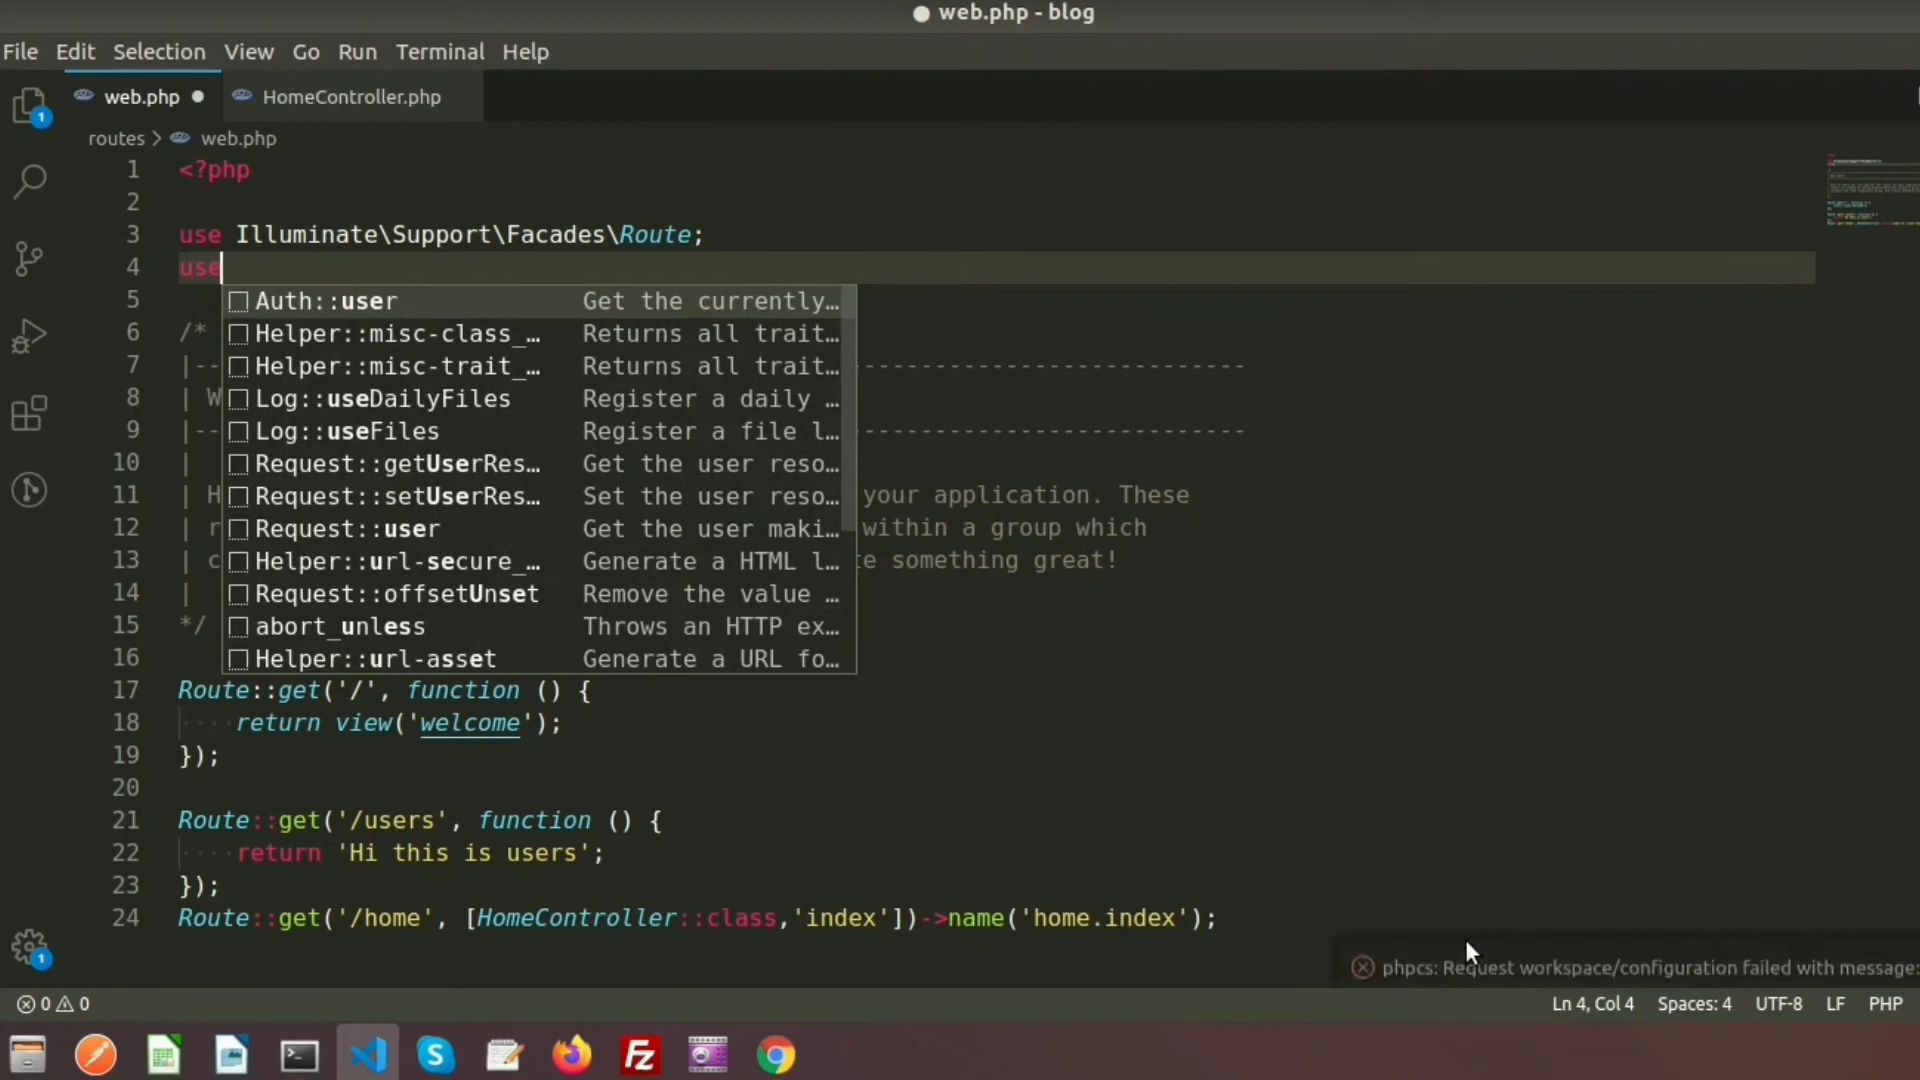 web.php - blog
File Edit Selection View Go Run Terminal Help
web.php HomeController.php
1
routes > web.php
1 <?php
2
3 use Illuminate\Support\Facades\Route;
4 use
5 Auth::user Get the currently…
6 /* Helper::misc-class_… Returns all trait…
7 |-- Helper::misc-trait_… Returns all trait… ---------------------------
8 | W Log::useDailyFiles Register a daily …
9 |-- Log::useFiles Register a file l… ---------------------------
10 | Request::getUserRes… Get the user reso…
11 | H Request::setUserRes… Set the user reso… your application. These
12 | r Request::user Get the user maki… within a group which
13 | c Helper::url-secure_… Generate a HTML l… e something great!
14 | Request::offsetUnset Remove the value …
15 */ abort_unless Throws an HTTP ex…
16 Helper::url-asset Generate a URL fo…
17 Route::get('/', function () {
18 ····return view('welcome');
19 });
20
21 Route::get('/users', function () {
22 ····return 'Hi this is users';
23 });
24 Route::get('/home', [HomeController::class,'index'])->name('home.index');
1
phpcs: Request workspace/configuration failed with message:
0 0 Ln 4, Col 4 Spaces: 4 UTF-8 LF PHP
S Fz